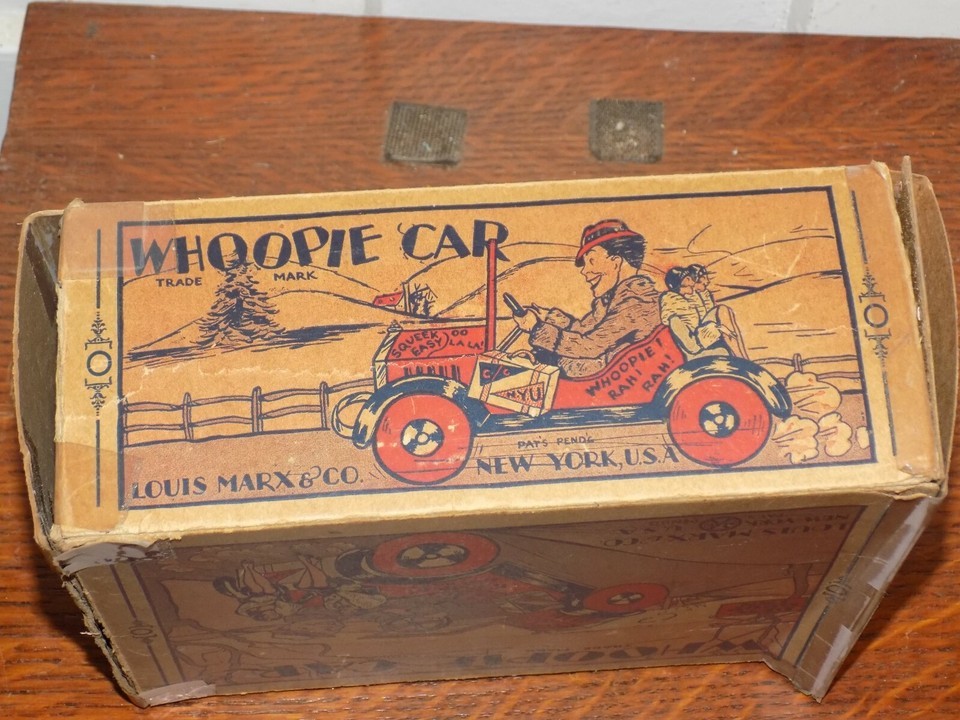 WHOOPIE CAR
TRADE MARK
SQUEEK EASY
OO LA LA!
C/C
N.Y.U.
WHOOPIE!
RAH! RAH!
PAT'S PEND'G
LOUIS MARX & CO. NEW YORK, U.S.A